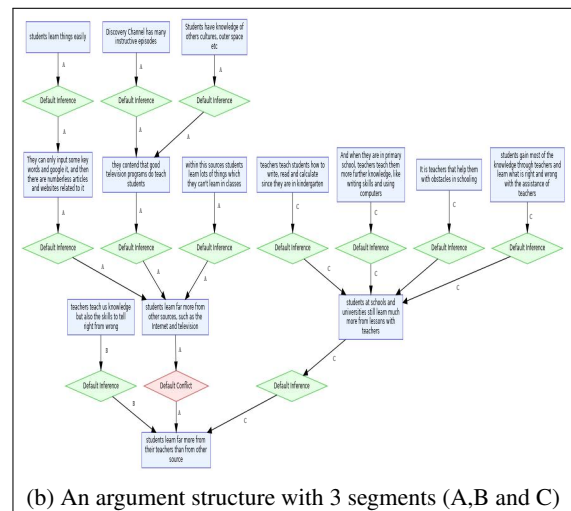 students learn things easily
Discovery Channel has many
instructive episodes
Students have knowledge of
others cultures, outer space
etc
A
A
A
Default Inference
Default Inference
Default Inference
A
A
A
They can only input some key
words and google it, and then
there are numberless articles
and websites related to it
they contend that good
television programs do teach
students
within this sources students
learn lots of things which
they can't learn in classes
teachers teach students how to
write, read and calculate
since they are in kindergarten
And when they are in primary
school, teachers teach them
more further knowledge, like
writing skills and using
computers
It is teachers that help them
with obstacles in schooling
students gain most of the
knowledge through teachers and
learn what is right and wrong
with the assistance of
teachers
A
A
A
C
C
C
C
Default Inference
Default Inference
Default Inference
Default Inference
Default Inference
Default Inference
Default Inference
A
A
A
C
C
C
C
teachers teach us knowledge
but also the skills to tell
right from wrong
students learn far more from
other sources, such as the
Internet and television
students at schools and
universities still learn much
more from lessons with
teachers
B
A
C
Default Inference
Default Conflict
Default Inference
B
A
C
students learn far more from
their teachers than from other
source
(b) An argument structure with 3 segments (A,B and C)